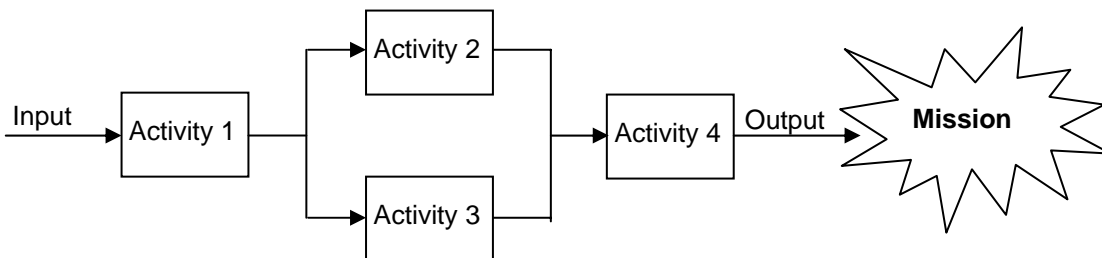 Input
Activity 1
Activity 2
Activity 3
Activity 4
Output
Mission